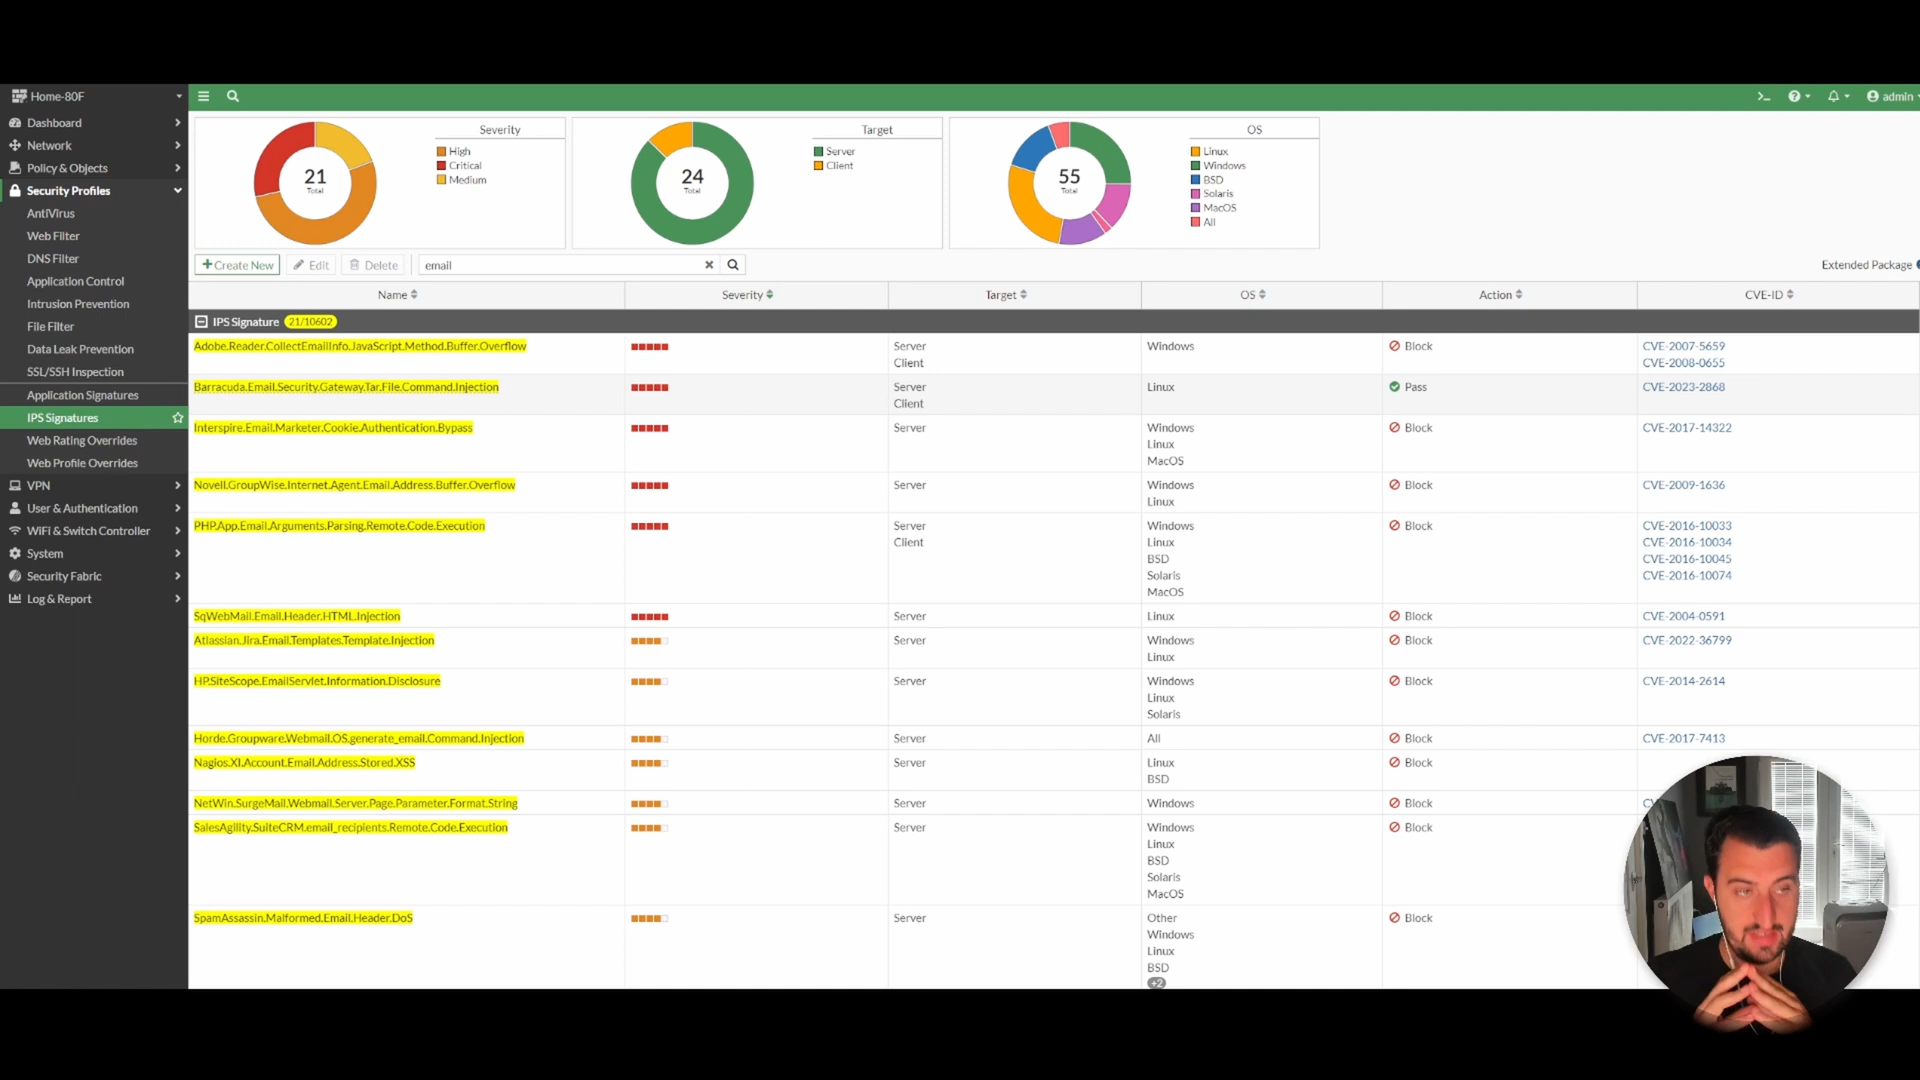 Home-80F
admin
Dashboard
Network
Policy & Objects
Security Profiles
AntiVirus
Web Filter
DNS Filter
Application Control
Intrusion Prevention
File Filter
Data Leak Prevention
SSL/SSH Inspection
Application Signatures
IPS Signatures
Web Rating Overrides
Web Profile Overrides
VPN
User & Authentication
WiFi & Switch Controller
System
Security Fabric
Log & Report
21
Total
Severity
High
Critical
Medium
24
Total
Target
Server
Client
55
Total
OS
Linux
Windows
BSD
Solaris
MacOS
All
Create New Edit Delete email Extended Package
Name Severity Target OS Action CVE-ID
IPS Signature 21/10602
Adobe.Reader.CollectEmailInfo.JavaScript.Method.Buffer.Overflow Server Windows Block CVE-2007-5659
Client CVE-2008-0655
Barracuda.Email.Security.Gateway.Tar.File.Command.Injection Server Linux Pass CVE-2023-2868
Client
Interspire.Email.Marketer.Cookie.Authentication.Bypass Server Windows Block CVE-2017-14322
Linux
MacOS
Novell.GroupWise.Internet.Agent.Email.Address.Buffer.Overflow Server Windows Block CVE-2009-1636
Linux
PHP.App.Email.Arguments.Parsing.Remote.Code.Execution Server Windows Block CVE-2016-10033
Client Linux CVE-2016-10034
BSD CVE-2016-10045
Solaris CVE-2016-10074
MacOS
SqWebMail.Email.Header.HTML.Injection Server Linux Block CVE-2004-0591
Atlassian.Jira.Email.Templates.Template.Injection Server Windows Block CVE-2022-36799
Linux
HP.SiteScope.EmailServlet.Information.Disclosure Server Windows Block CVE-2014-2614
Linux
Solaris
Horde.Groupware.Webmail.OS.generate_email.Command.Injection Server All Block CVE-2017-7413
Nagios.XI.Account.Email.Address.Stored.XSS Server Linux Block
BSD
NetWin.SurgeMail.Webmail.Server.Page.Parameter.Format.String Server Windows Block
SalesAgility.SuiteCRM.email_recipients.Remote.Code.Execution Server Windows Block
Linux
BSD
Solaris
MacOS
SpamAssassin.Malformed.Email.Header.DoS Server Other Block
Windows
Linux
BSD
+2